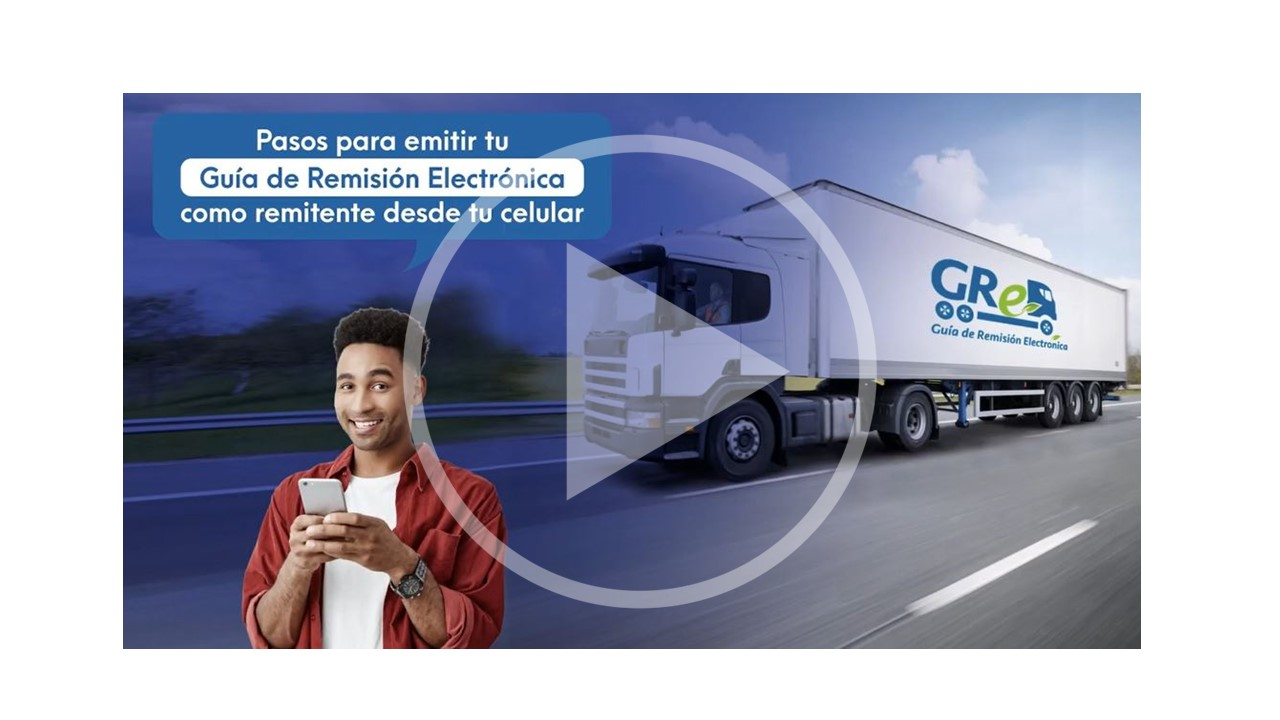 Pasos para emitir tu
Guía de Remisión Electrónica
como remitente desde tu celular
GRe
Guía de Remisión Electronica